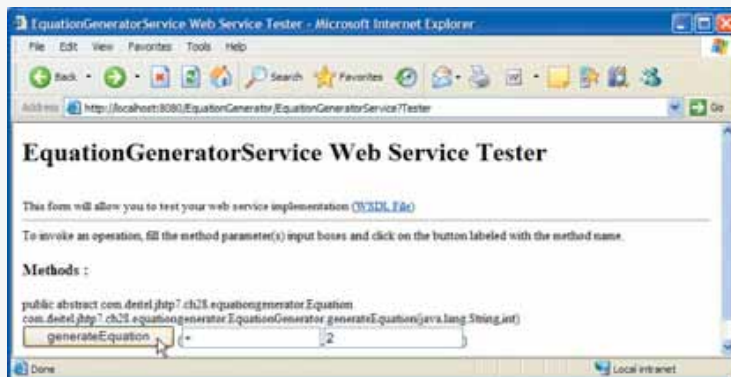 EquationGeneratorService Web Service Tester - Microsoft Internet Explorer
File Edit View Favorites Tools Help
Back Search Favorites
Address http://localhost:8080/EquationGenerator/EquationGeneratorService?Tester Go
EquationGeneratorService Web Service Tester
This form will allow you to test your web service implementation (WSDL File)
To invoke an operation, fill the method parameter(s) input boxes and click on the button labeled with the method name.
Methods :
public abstract com.deitel.jhtp7.ch28.equationgenerator.Equation
com.deitel.jhtp7.ch28.equationgenerator.EquationGenerator.generateEquation(java.lang.String,int)
generateEquation ( ,2 )
Done Local intranet